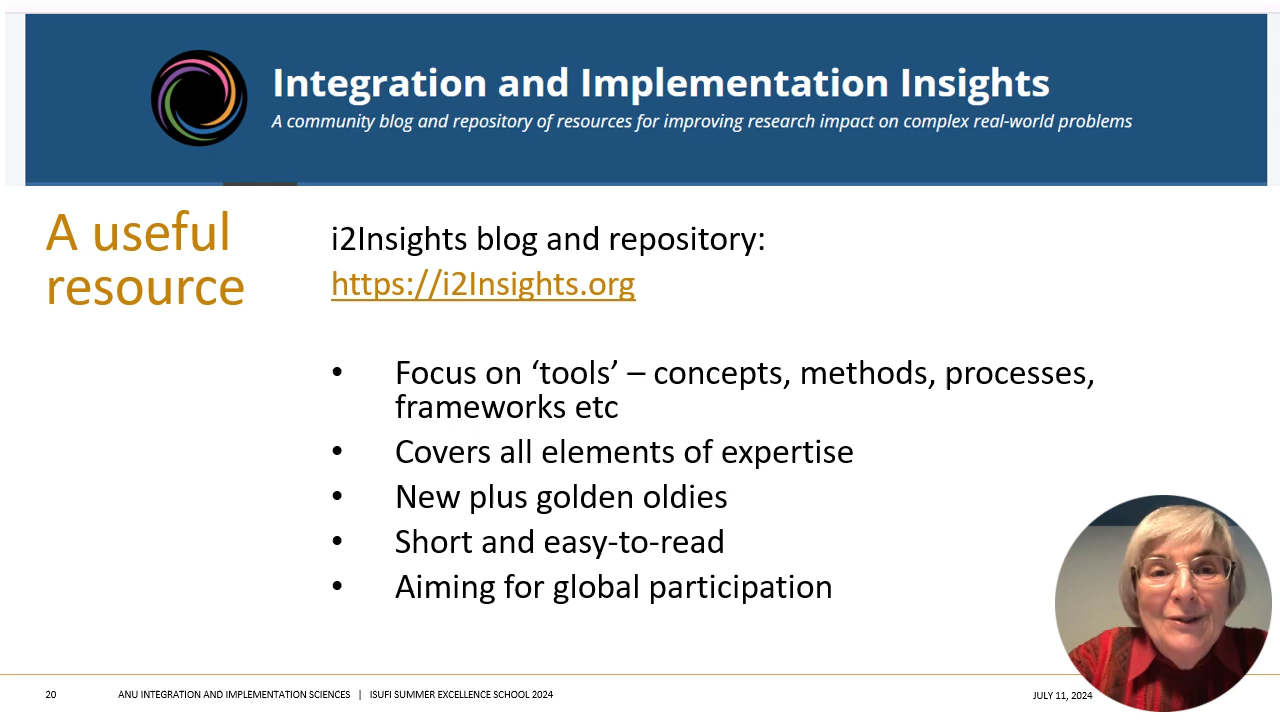 Integration and Implementation Insights
A community blog and repository of resources for improving research impact on complex real-world problems
A useful
resource
i2Insights blog and repository:
https://i2Insights.org
• Focus on ‘tools’ – concepts, methods, processes,
frameworks etc
• Covers all elements of expertise
• New plus golden oldies
• Short and easy-to-read
• Aiming for global participation
20 ANU INTEGRATION AND IMPLEMENTATION SCIENCES | ISUFI SUMMER EXCELLENCE SCHOOL 2024 JULY 11, 2024